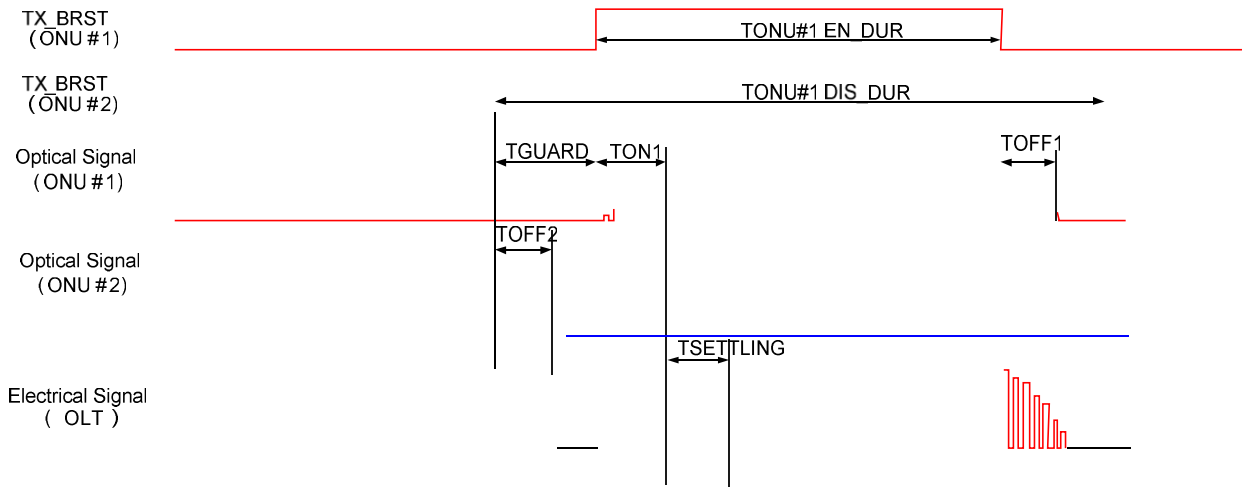 TX_BRST
(ONU #1)
TONU#1 EN_DUR
TX_BRST
(ONU #2)
TONU#1 DIS_DUR
Optical Signal
(ONU #1)
TGUARD
TON1
TOFF1
TOFF2
Optical Signal
(ONU #2)
TSETTLING
Electrical Signal
( OLT )